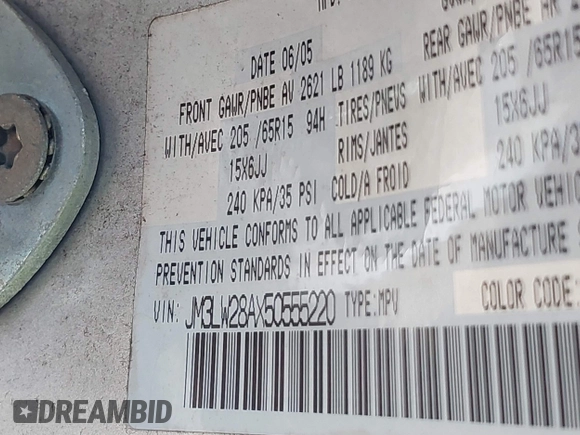 DATE 06/05
FRONT GAWR/PNBE AV 2621 LB 1189 KG REAR GAWR/PNBE AR
WITH/AVEC 205 /65R15 94H TIRES/PNEUS WITH/AVEC 205 /65R15
15X6JJ RIMS/JANTES 15X6JJ
240 KPA/35 PSI COLD/A FROID 240 KPA/35
THIS VEHICLE CONFORMS TO ALL APPLICABLE FEDERAL MOTOR VEHIC
PREVENTION STANDARDS IN EFFECT ON THE DATE OF MANUFACTURE
VIN: JM3LW28AX50555220 TYPE:MPV COLOR CODE:
DREAMBID